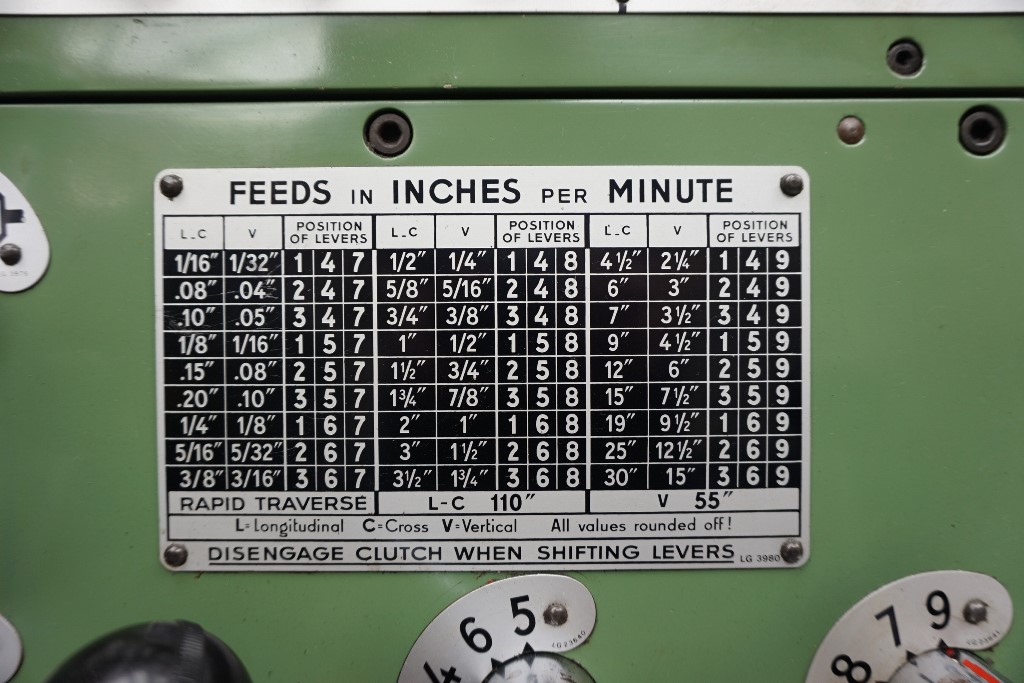 FEEDS IN INCHES PER MINUTE
L-C V POSITION OF LEVERS L-C V POSITION OF LEVERS L-C V POSITION OF LEVERS
1/16" 1/32" 1 4 7 1/2" 1/4" 1 4 8 4½" 2¼" 1 4 9
.08" .04" 2 4 7 5/8" 5/16" 2 4 8 6" 3" 2 4 9
.10" .05" 3 4 7 3/4" 3/8" 3 4 8 7" 3½" 3 4 9
1/8" 1/16" 1 5 7 1" 1/2" 1 5 8 9" 4½" 1 5 9
.15" .08" 2 5 7 1½" 3/4" 2 5 8 12" 6" 2 5 9
.20" .10" 3 5 7 1¾" 7/8" 3 5 8 15" 7½" 3 5 9
1/4" 1/8" 1 6 7 2" 1" 1 6 8 19" 9½" 1 6 9
5/16" 5/32" 2 6 7 3" 1½" 2 6 8 25" 12½" 2 6 9
3/8" 3/16" 3 6 7 3½" 1¾" 3 6 8 30" 15" 3 6 9
RAPID TRAVERSE L-C 110" V 55"
L=Longitudinal C=Cross V=Vertical All values rounded off!
DISENGAGE CLUTCH WHEN SHIFTING LEVERS LG 3980
4 6 5
8 7 9